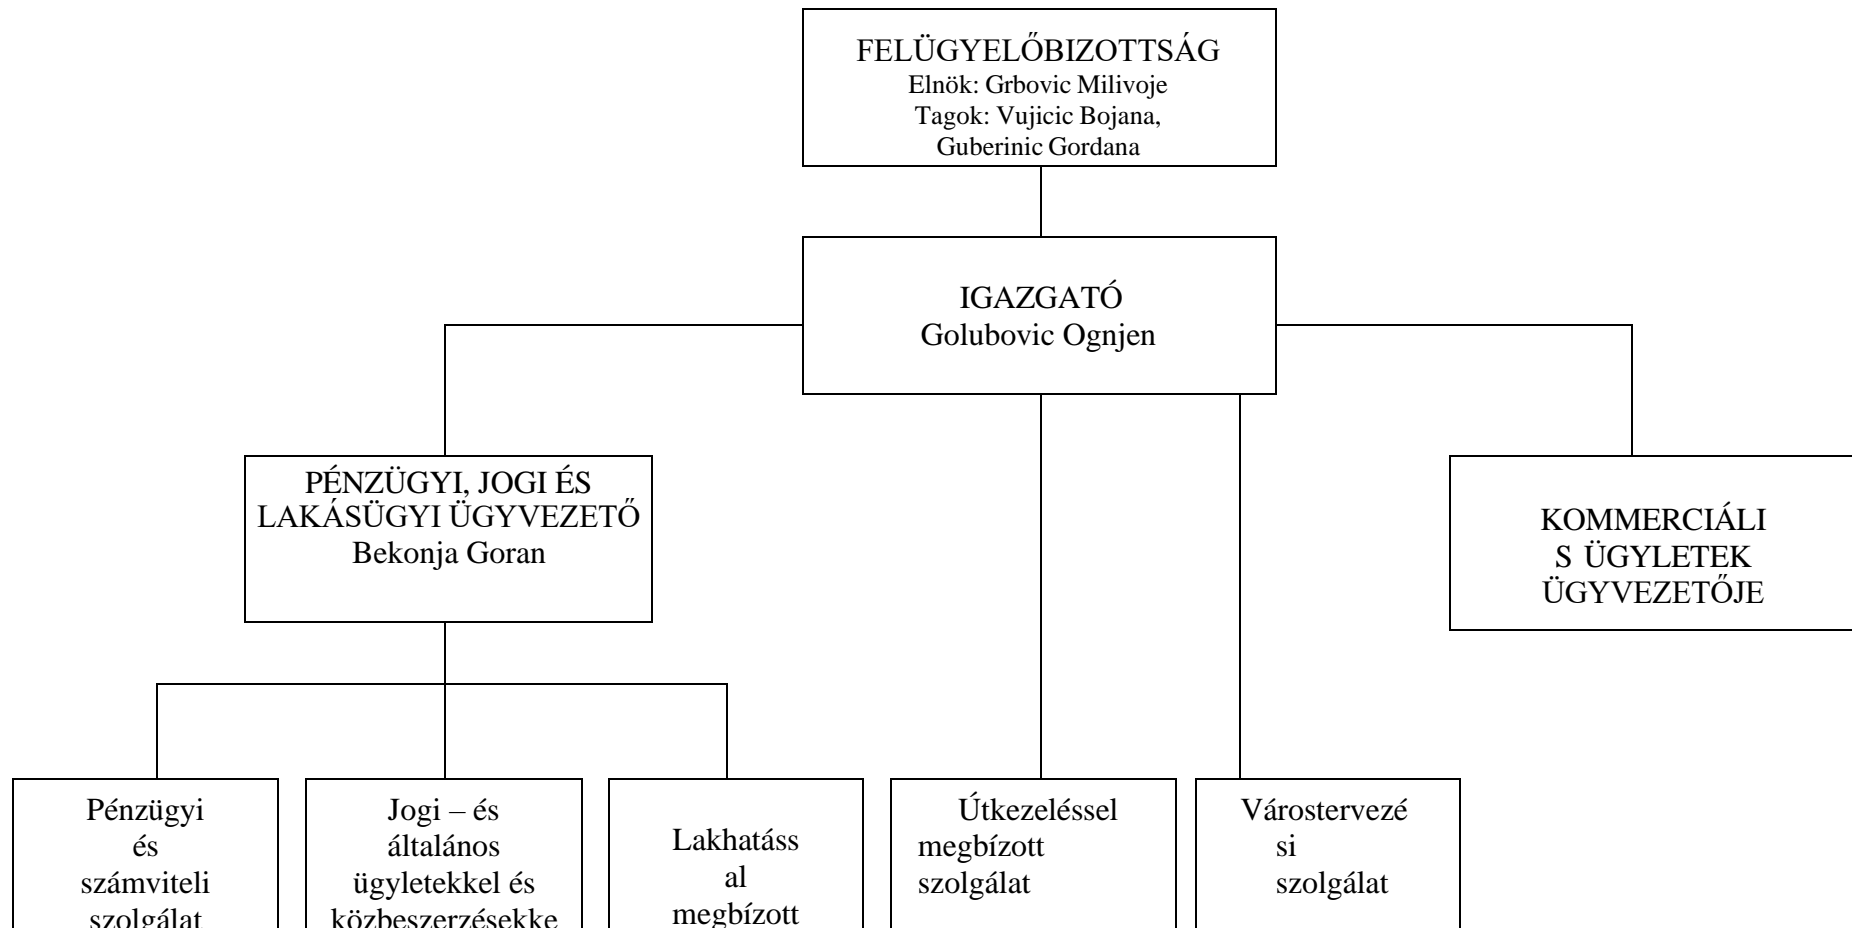 FELÜGYELŐBIZOTTSÁG
Elnök: Grbovic Milivoje
Tagok: Vujicic Bojana,
Guberinic Gordana
IGAZGATÓ
Golubovic Ognjen
PÉNZÜGYI, JOGI ÉS
LAKÁSÜGYI ÜGYVEZETŐ
Bekonja Goran
KOMMERCIÁLI
S ÜGYLETEK
ÜGYVEZETŐJE
Pénzügyi
és
számviteli
szolgálat
Jogi – és
általános
ügyletekkel és
közbeszerzésekke
Lakhatáss
al
megbízott
Útkezeléssel
megbízott
szolgálat
Várostervezé
si
szolgálat